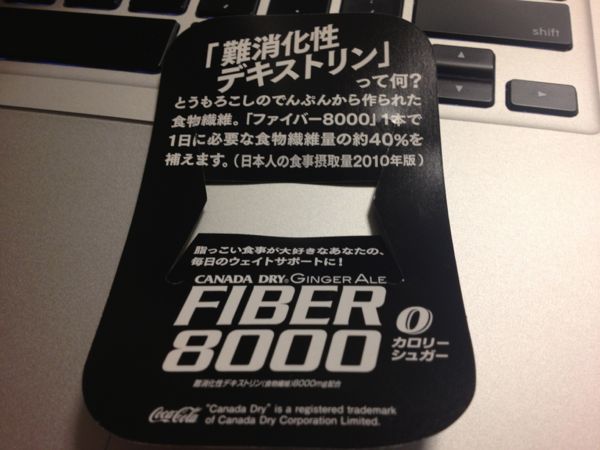 「難消化性
デキストリン」
って何?
とうもろこしのでんぷんから作られた
食物繊維。「ファイバー8000」1本で
1日に必要な食物繊維量の約40%を
補えます。(日本人の食事摂取量2010年版)
脂っこい食事が大好きなあなたの、
毎日のウェイトサポートに!
CANADA DRY® GINGER ALE
FIBER
8000
0
カロリー
シュガー
難消化性デキストリン(食物繊維)8000mg配合
Coca-Cola
"Canada Dry" is a registered trademark
of Canada Dry Corporation Limited.
shift